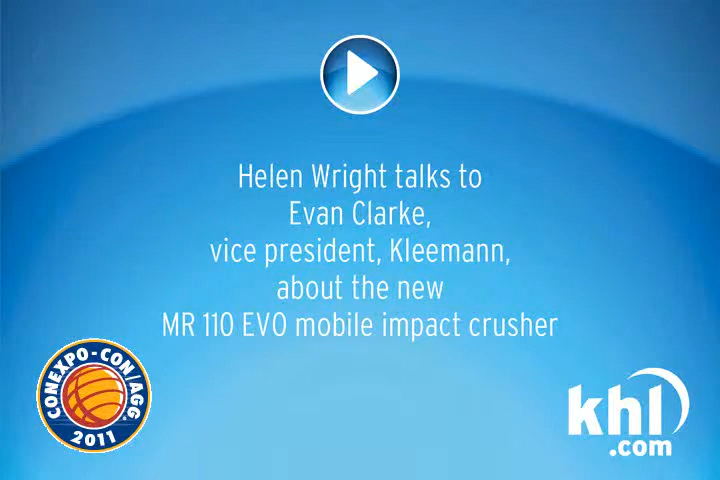 Helen Wright talks to
Evan Clarke,
vice president, Kleemann,
about the new
MR 110 EVO mobile impact crusher
CONEXPO-CON/AGG
2011
khl
.com